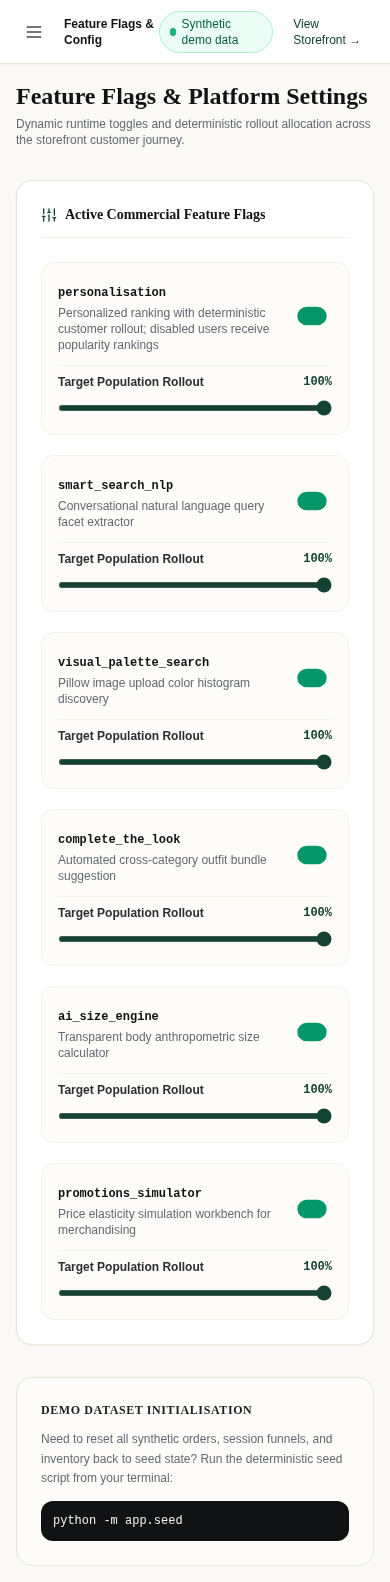 Feature Flags &
Config
Synthetic
demo data
View
Storefront →
Feature Flags & Platform Settings
Dynamic runtime toggles and deterministic rollout allocation across
the storefront customer journey.
Active Commercial Feature Flags
personalisation
Personalized ranking with deterministic
customer rollout; disabled users receive
popularity rankings
Target Population Rollout 100%
smart_search_nlp
Conversational natural language query
facet extractor
Target Population Rollout 100%
visual_palette_search
Pillow image upload color histogram
discovery
Target Population Rollout 100%
complete_the_look
Automated cross-category outfit bundle
suggestion
Target Population Rollout 100%
ai_size_engine
Transparent body anthropometric size
calculator
Target Population Rollout 100%
promotions_simulator
Price elasticity simulation workbench for
merchandising
Target Population Rollout 100%
DEMO DATASET INITIALISATION
Need to reset all synthetic orders, session funnels, and
inventory back to seed state? Run the deterministic seed
script from your terminal:
python -m app.seed